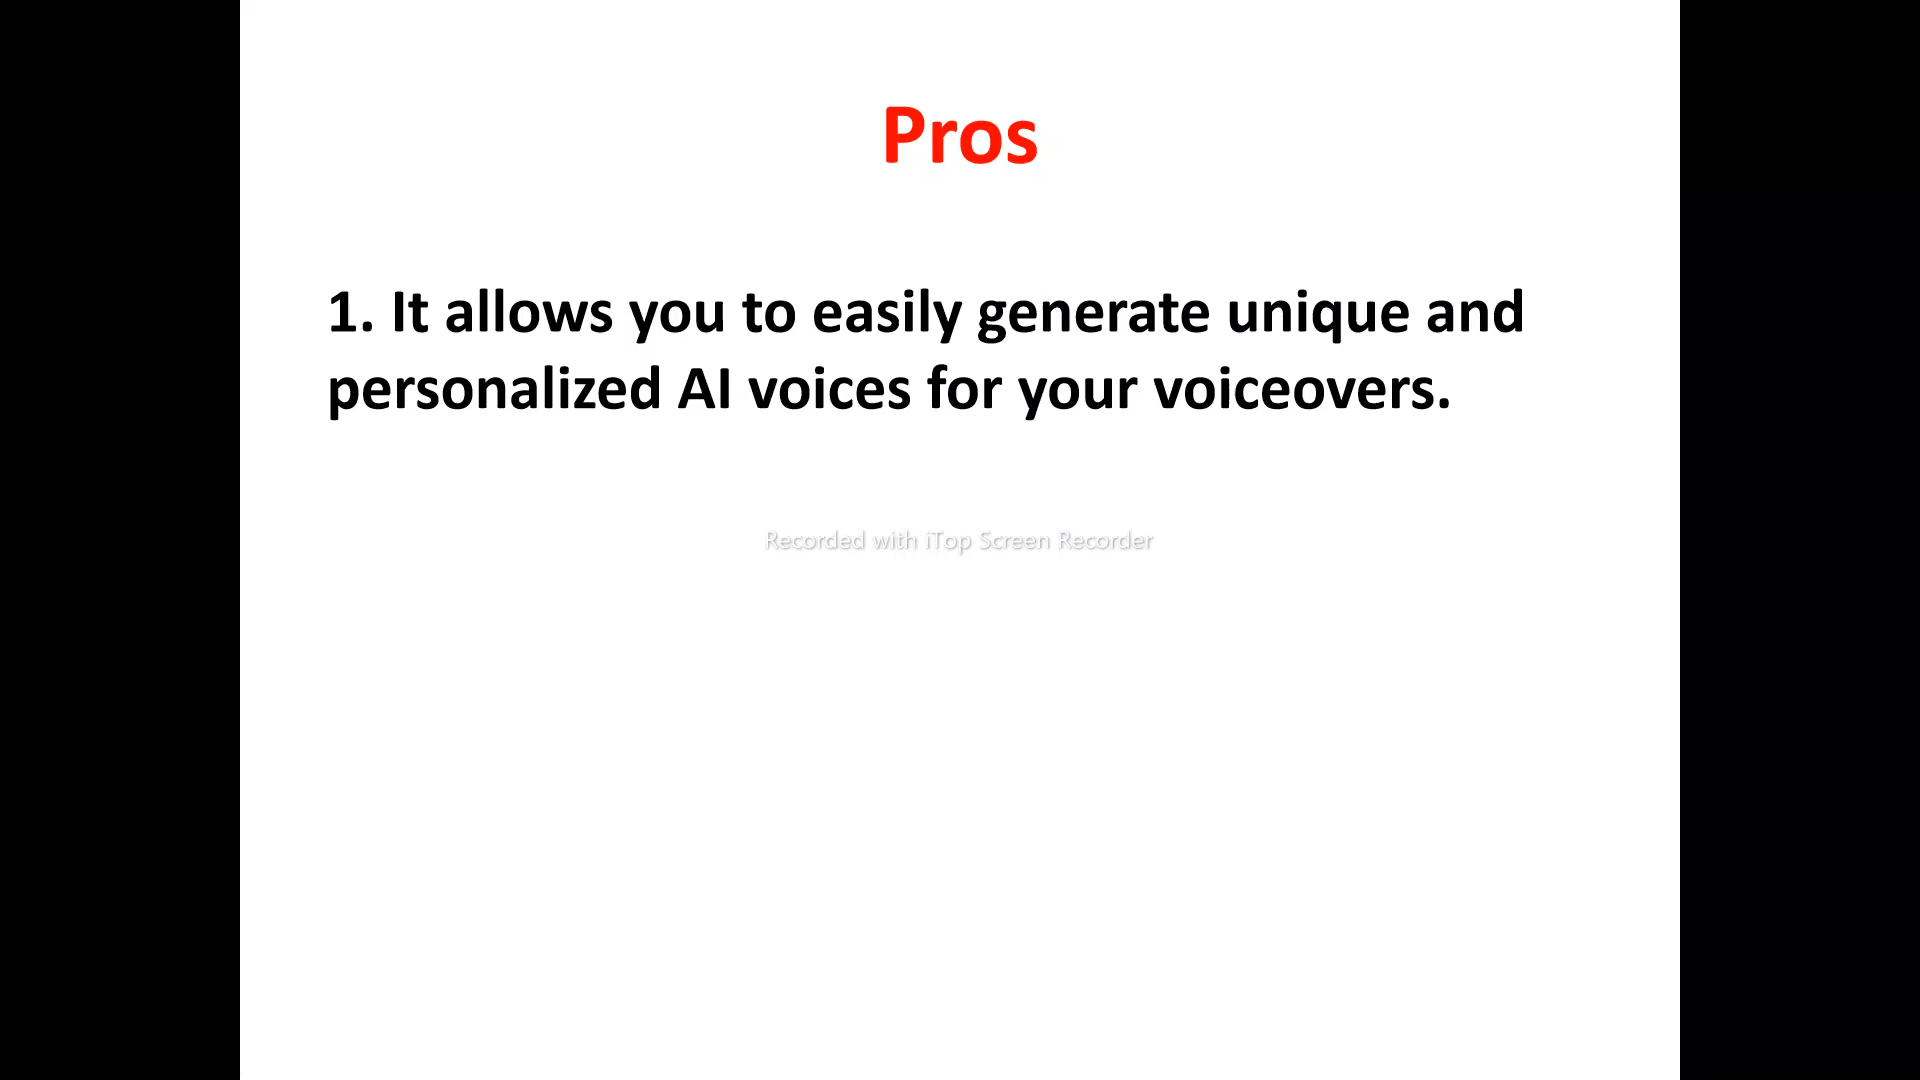 Pros
1. It allows you to easily generate unique and
personalized AI voices for your voiceovers.
Recorded with iTop Screen Recorder